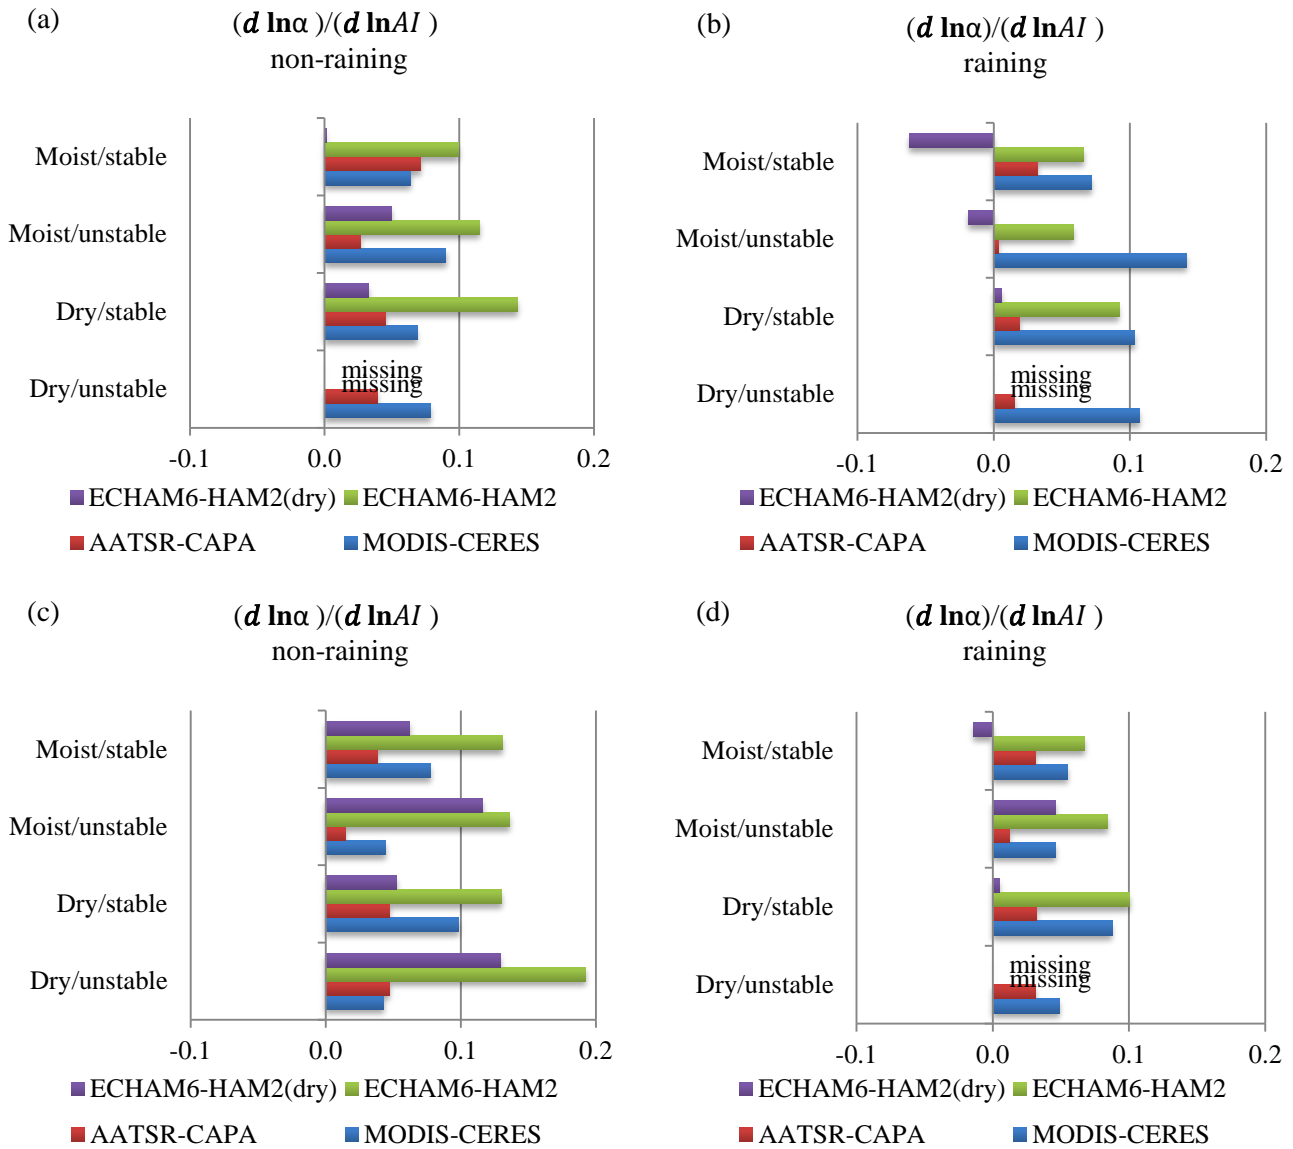 (a)
(d lnα )/(d lnAI )
non-raining
Moist/stable
Moist/unstable
Dry/stable
missing
missing
Dry/unstable
-0.1 0.0 0.1 0.2
ECHAM6-HAM2(dry) ECHAM6-HAM2
AATSR-CAPA MODIS-CERES
(b)
(d lnα)/(d lnAI )
raining
Moist/stable
Moist/unstable
Dry/stable
missing
missing
Dry/unstable
-0.1 0.0 0.1 0.2
ECHAM6-HAM2(dry) ECHAM6-HAM2
AATSR-CAPA MODIS-CERES
(c)
(d lnα )/(d lnAI )
non-raining
Moist/stable
Moist/unstable
Dry/stable
Dry/unstable
-0.1 0.0 0.1 0.2
ECHAM6-HAM2(dry) ECHAM6-HAM2
AATSR-CAPA MODIS-CERES
(d)
(d lnα)/(d lnAI )
raining
Moist/stable
Moist/unstable
Dry/stable
missing
missing
Dry/unstable
-0.1 0.0 0.1 0.2
ECHAM6-HAM2(dry) ECHAM6-HAM2
AATSR-CAPA MODIS-CERES